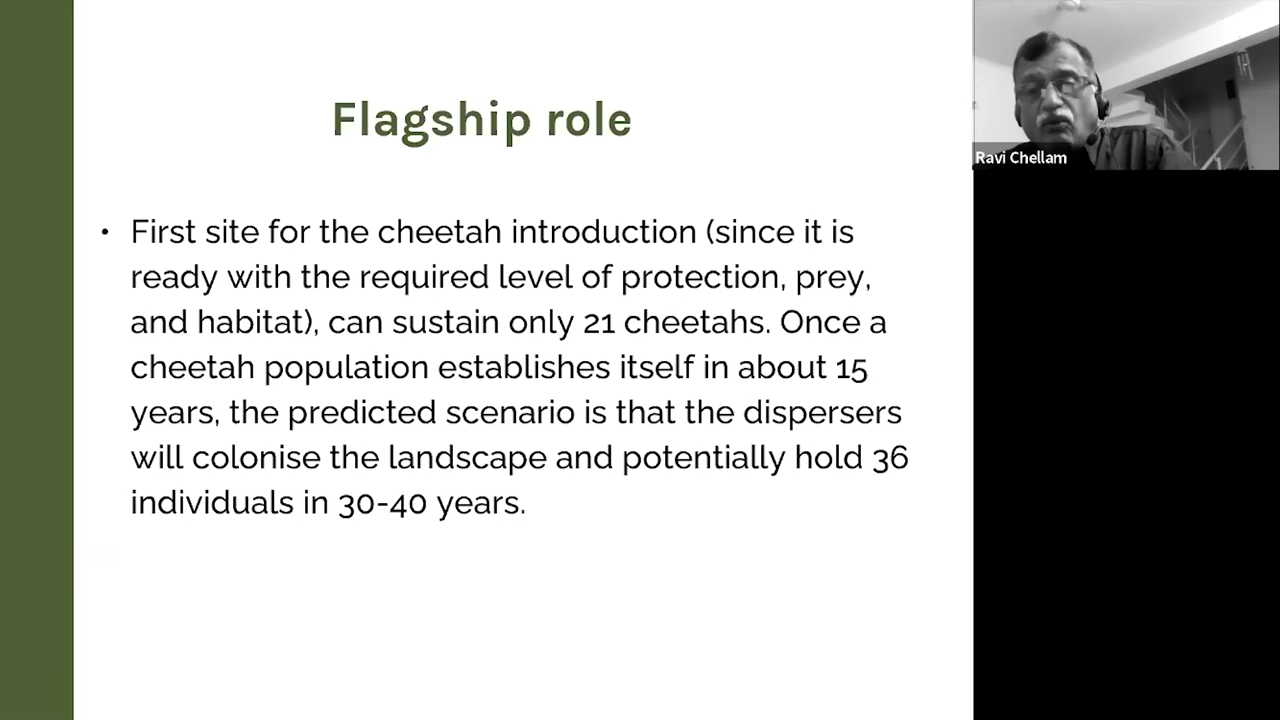 Flagship role
• First site for the cheetah introduction (since it is
ready with the required level of protection, prey,
and habitat), can sustain only 21 cheetahs. Once a
cheetah population establishes itself in about 15
years, the predicted scenario is that the dispersers
will colonise the landscape and potentially hold 36
individuals in 30-40 years.
Ravi Chellam